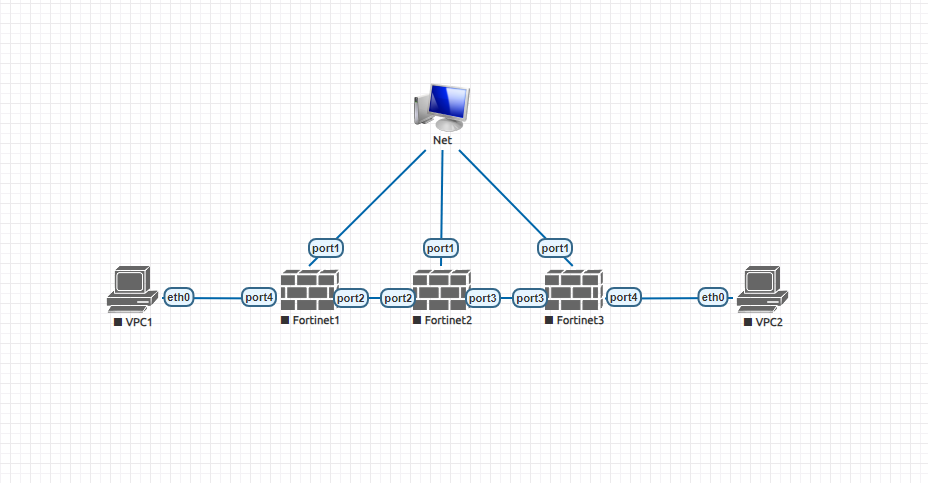 Net
port1
port1
port1
eth0
port4
port2
port2
port3
port3
port4
eth0
VPC1
Fortinet1
Fortinet2
Fortinet3
VPC2